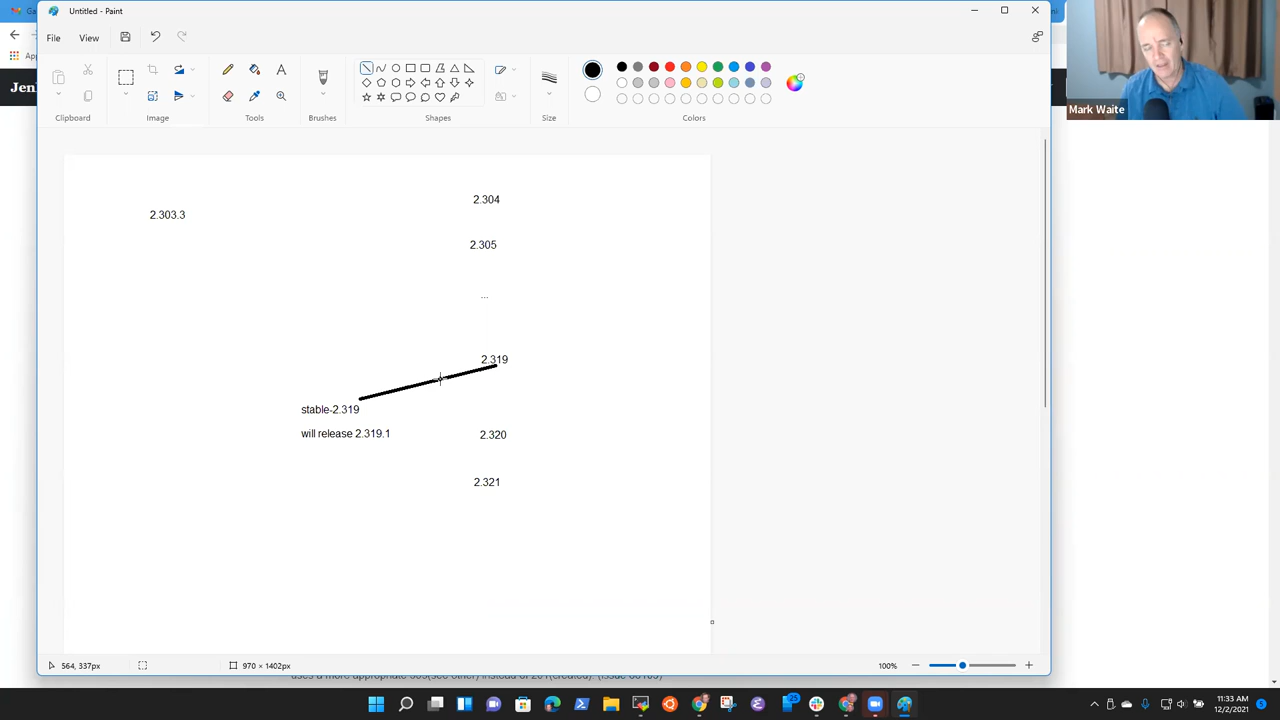 Untitled - Paint
File
View
Clipboard
Image
Tools
Brushes
Shapes
Size
Colors
Mark Waite
2.304
2.303.3
2.305
...
2.319
stable-2.319
will release 2.319.1
2.320
2.321
564, 337px
970 × 1402px
100%
11:33 AM
12/2/2021